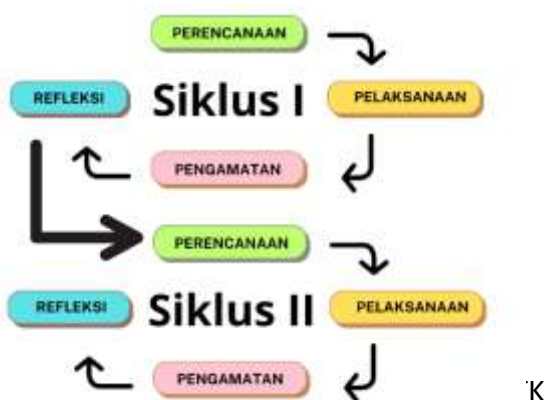 PERENCANAAN
REFLEKSI Siklus I PELAKSANAAN
PENGAMATAN
PERENCANAAN
REFLEKSI Siklus II PELAKSANAAN
PENGAMATAN
'K